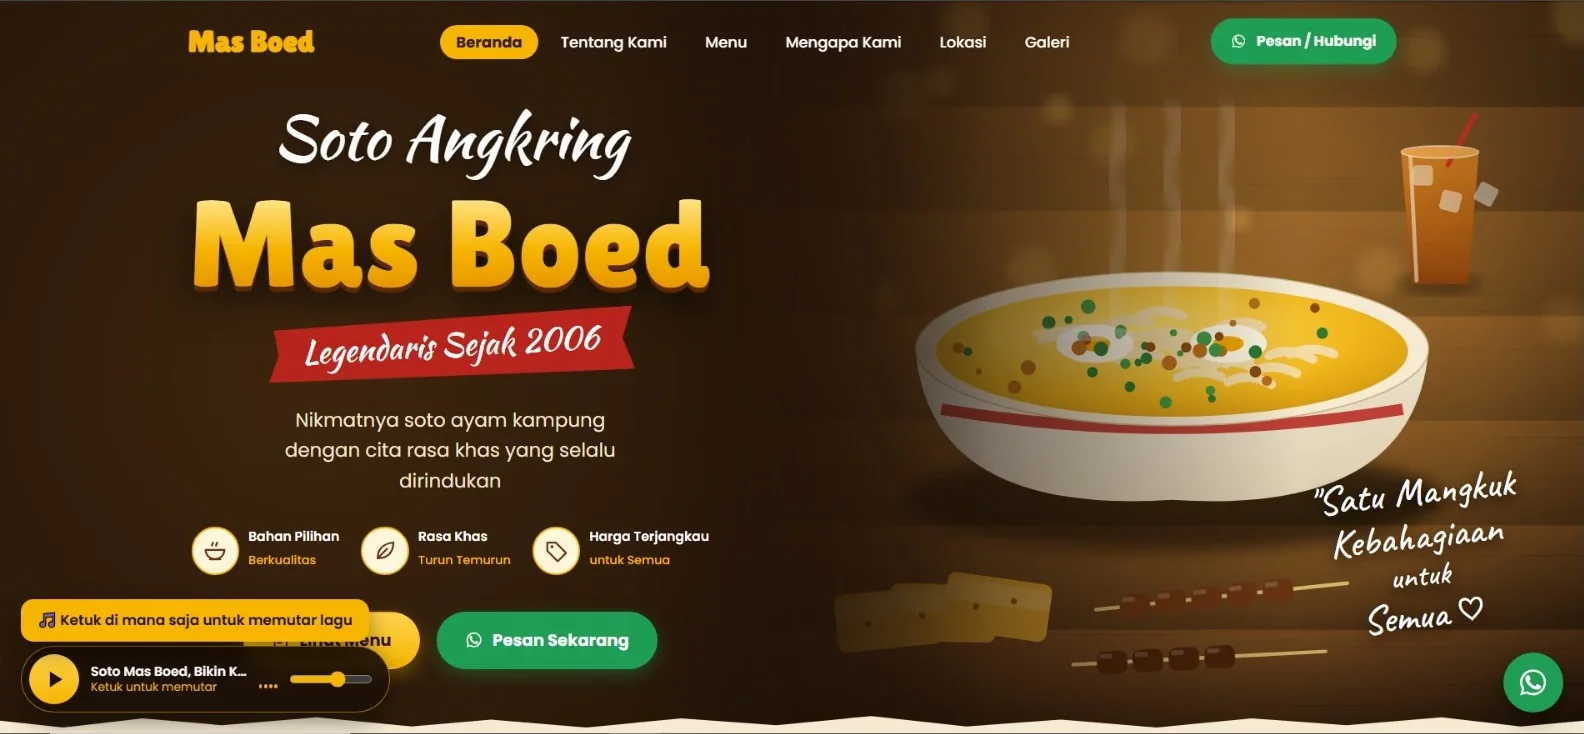 Mas Boed
Beranda
Tentang Kami
Menu
Mengapa Kami
Lokasi
Galeri
Pesan / Hubungi
Soto Angkring
Mas Boed
Legendaris Sejak 2006
Nikmatnya soto ayam kampung
dengan cita rasa khas yang selalu
dirindukan
Bahan Pilihan
Berkualitas
Rasa Khas
Turun Temurun
Harga Terjangkau
untuk Semua
Lihat Menu
Pesan Sekarang
🎵 Ketuk di mana saja untuk memutar lagu
Soto Mas Boed, Bikin K...
Ketuk untuk memutar
"Satu Mangkuk
Kebahagiaan
untuk
Semua ♡